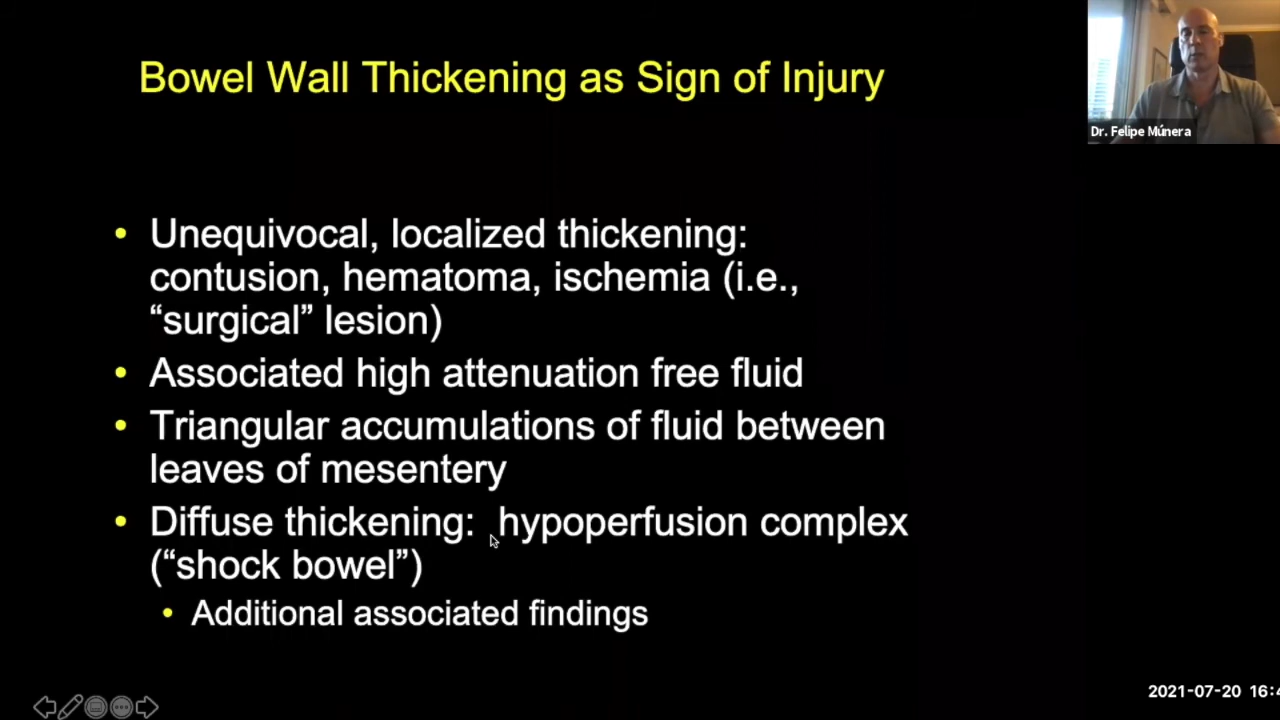 Bowel Wall Thickening as Sign of Injury
Dr. Felipe Múnera
• Unequivocal, localized thickening:
contusion, hematoma, ischemia (i.e.,
“surgical” lesion)
• Associated high attenuation free fluid
• Triangular accumulations of fluid between
leaves of mesentery
• Diffuse thickening: hypoperfusion complex
(“shock bowel”)
• Additional associated findings
2021-07-20 16:4